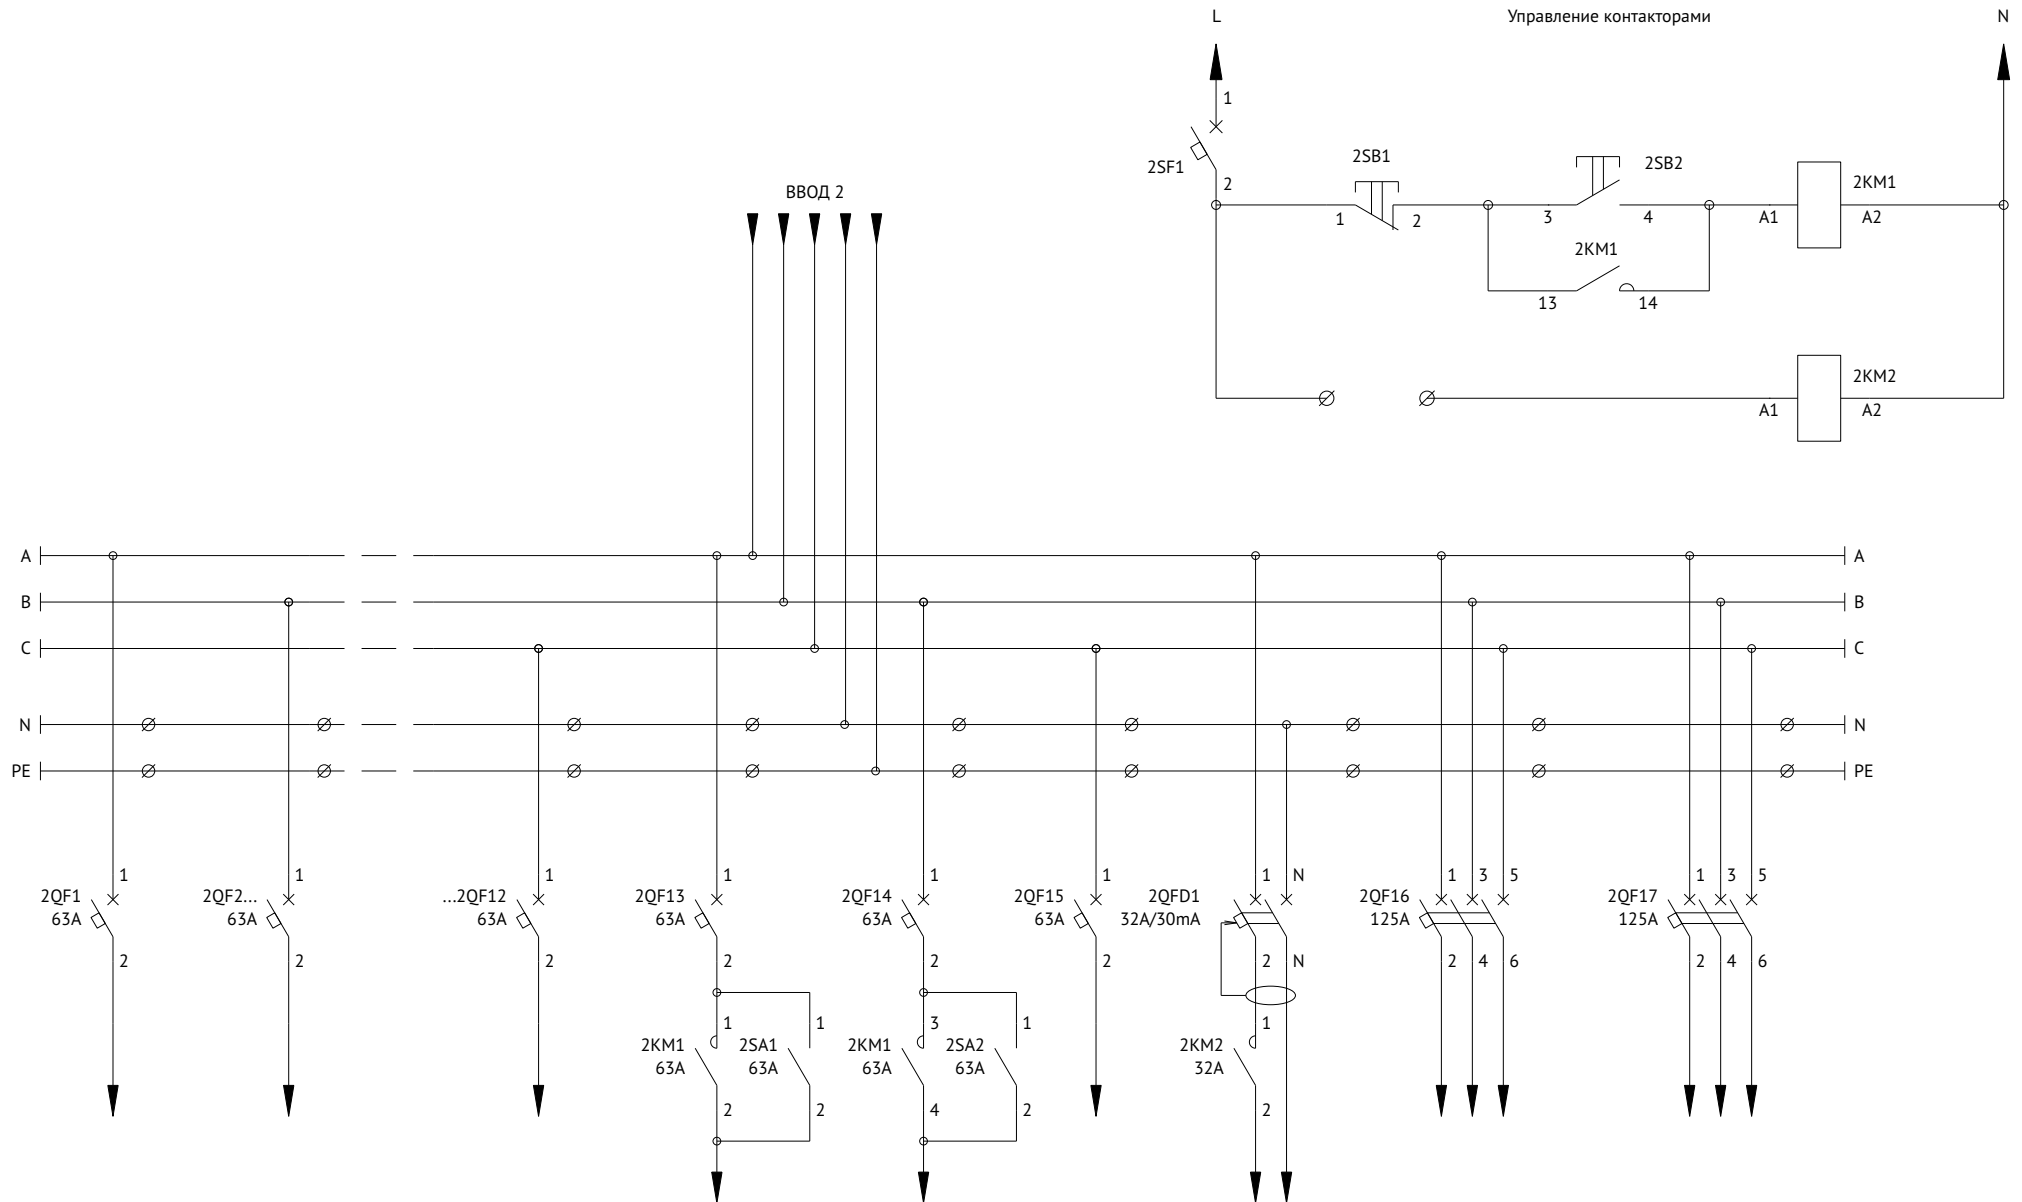 L Управление контакторами N
1
2SF1
2
2SB1 2SB2 2KM1
1 2 3 4 A1 A2
2KM1
13 14
2KM2
A1 A2
ВВОД 2
A A
B B
C C
N N
PE PE
1 1 1 1 1 1 1 N 1 3 5 1 3 5
2QF1 2QF2... ...2QF12 2QF13 2QF14 2QF15 2QFD1 2QF16 2QF17
63A 63A 63A 63A 63A 63A 32A/30mA 125A 125A
2 2 2 2 2 2 2 N 2 4 6 2 4 6
1 1 3 1 1
2KM1 2SA1 2KM1 2SA2 2KM2
63A 63A 63A 63A 32A
2 2 4 2 2